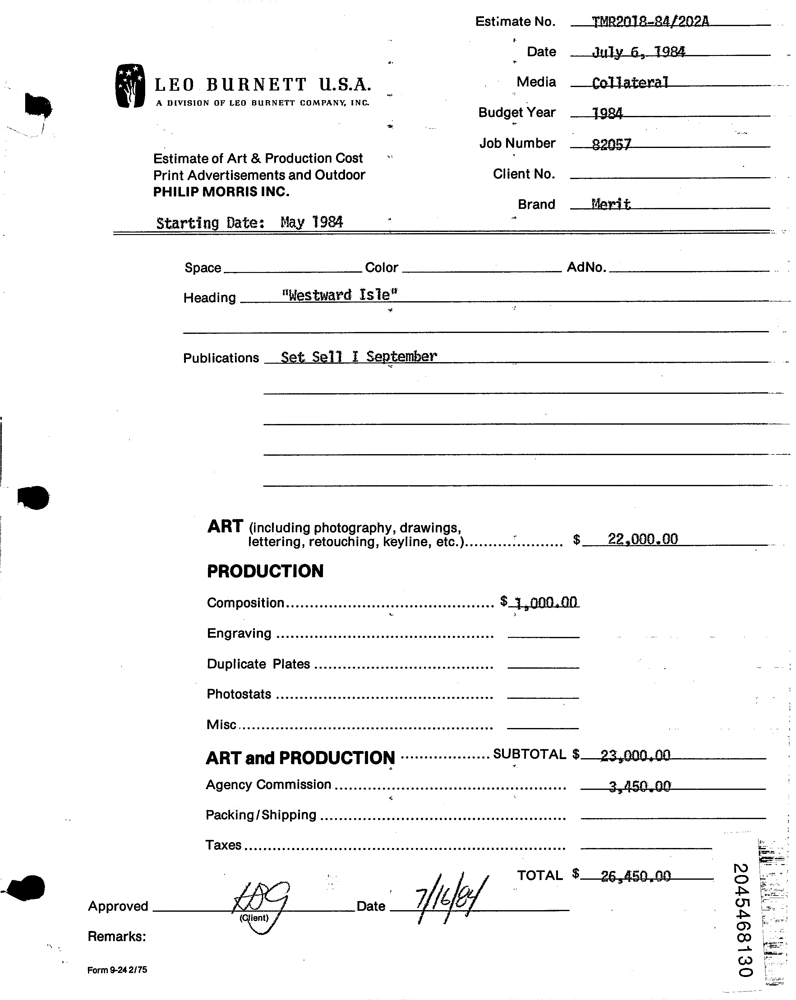 Estimate No. TMR2018-84/202A
Date July 6, 1984
LEO BURNETT U.S.A.
A DIVISION OF LEO BURNETT COMPANY, INC.
Media Collateral
Budget Year 1984
Job Number 82057
Estimate of Art & Production Cost
Print Advertisements and Outdoor
PHILIP MORRIS INC.
Client No.
Brand Merit
Starting Date: May 1984
Space Color AdNo.
Heading "Westward Isle"
Publications Set Sell I September
ART (including photography, drawings,
lettering, retouching, keyline, etc.)..................... $ 22,000.00
PRODUCTION
Composition............................................ $ 1,000.00
Engraving ..............................................
Duplicate Plates ......................................
Photostats ..............................................
Misc......................................................
ART and PRODUCTION ................... SUBTOTAL $ 23,000.00
Agency Commission ................................................. 3,450.00
Packing/Shipping ....................................................
Taxes....................................................................
TOTAL $ 26,450.00
Approved Date 7/16/84
(Client)
Remarks:
Form 9-24 2/75
2045468130